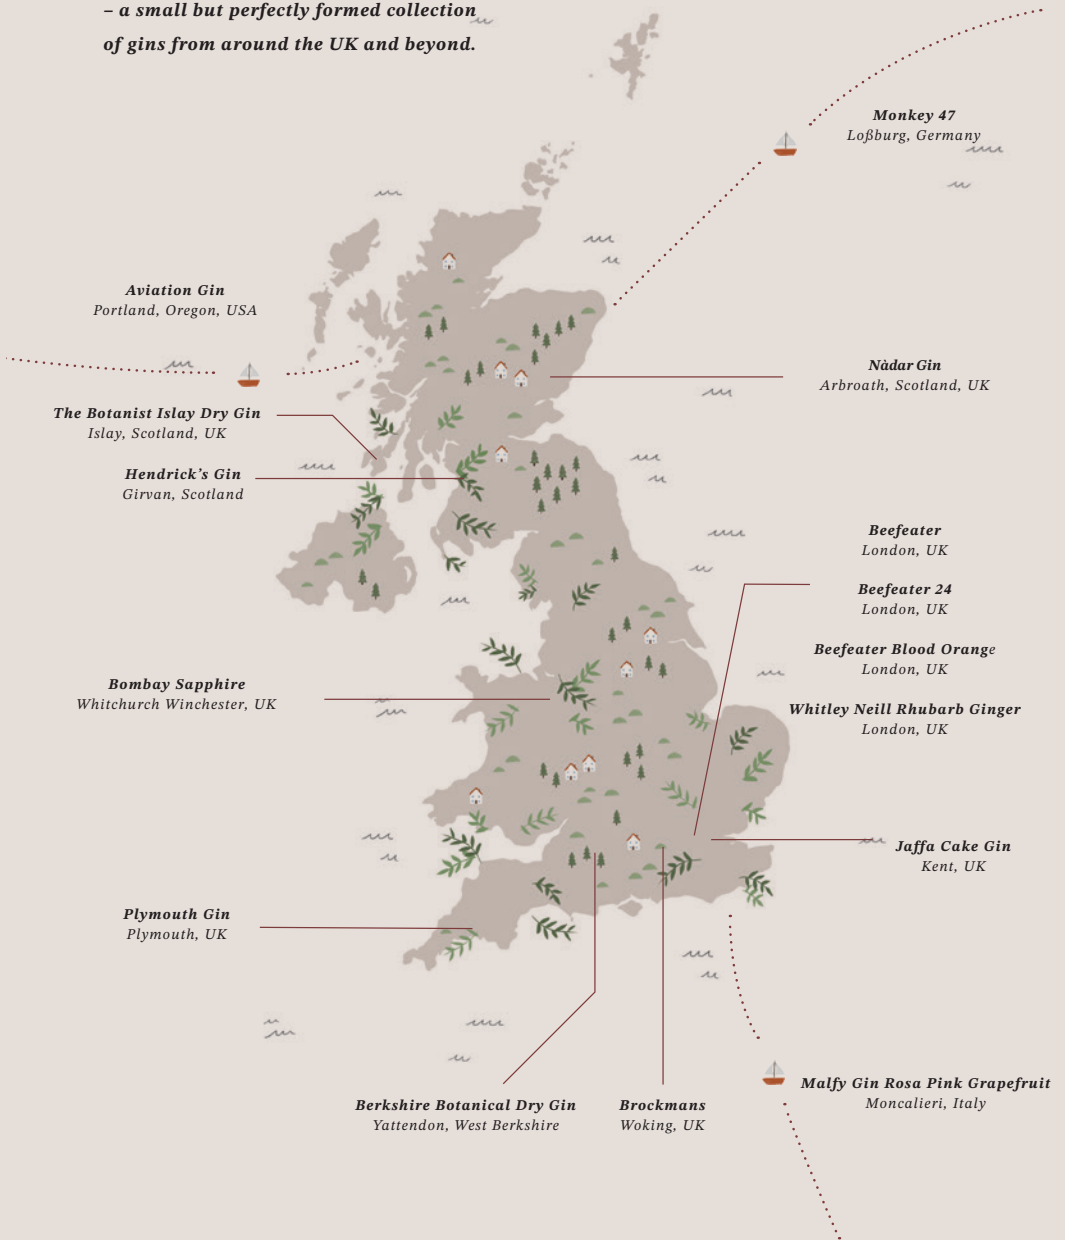 – a small but perfectly formed collection
of gins from around the UK and beyond.
Monkey 47
Loßburg, Germany
Aviation Gin
Portland, Oregon, USA
Nàdar Gin
Arbroath, Scotland, UK
The Botanist Islay Dry Gin
Islay, Scotland, UK
Hendrick’s Gin
Girvan, Scotland
Beefeater
London, UK
Beefeater 24
London, UK
Beefeater Blood Orange
London, UK
Bombay Sapphire
Whitchurch Winchester, UK
Whitley Neill Rhubarb Ginger
London, UK
Jaffa Cake Gin
Kent, UK
Plymouth Gin
Plymouth, UK
Malfy Gin Rosa Pink Grapefruit
Moncalieri, Italy
Berkshire Botanical Dry Gin
Yattendon, West Berkshire
Brockmans
Woking, UK